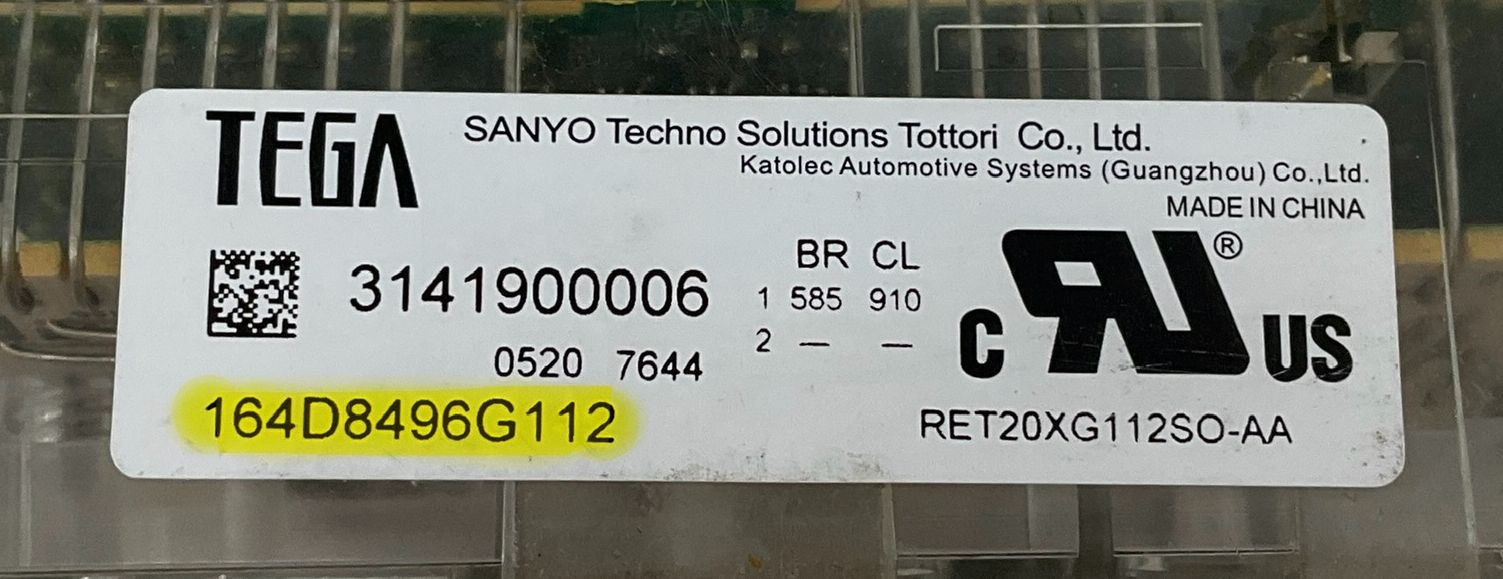 TEGA
SANYO Techno Solutions Tottori Co., Ltd.
Katolec Automotive Systems (Guangzhou) Co.,Ltd.
MADE IN CHINA
3141900006
BR CL
1 585 910
2 — —
0520 7644
164D8496G112
C RU® US
RET20XG112SO-AA